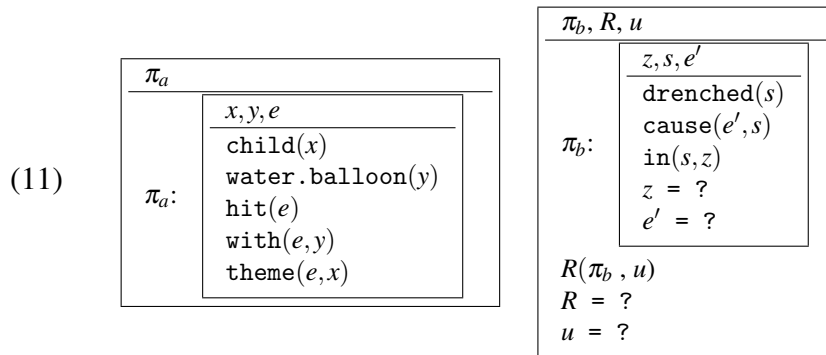 (11)
π_a
π_a:
x, y, e
child(x)
water.balloon(y)
hit(e)
with(e, y)
theme(e, x)
π_b, R, u
π_b:
z, s, e′
drenched(s)
cause(e′, s)
in(s, z)
z = ?
e′ = ?
R(π_b , u)
R = ?
u = ?